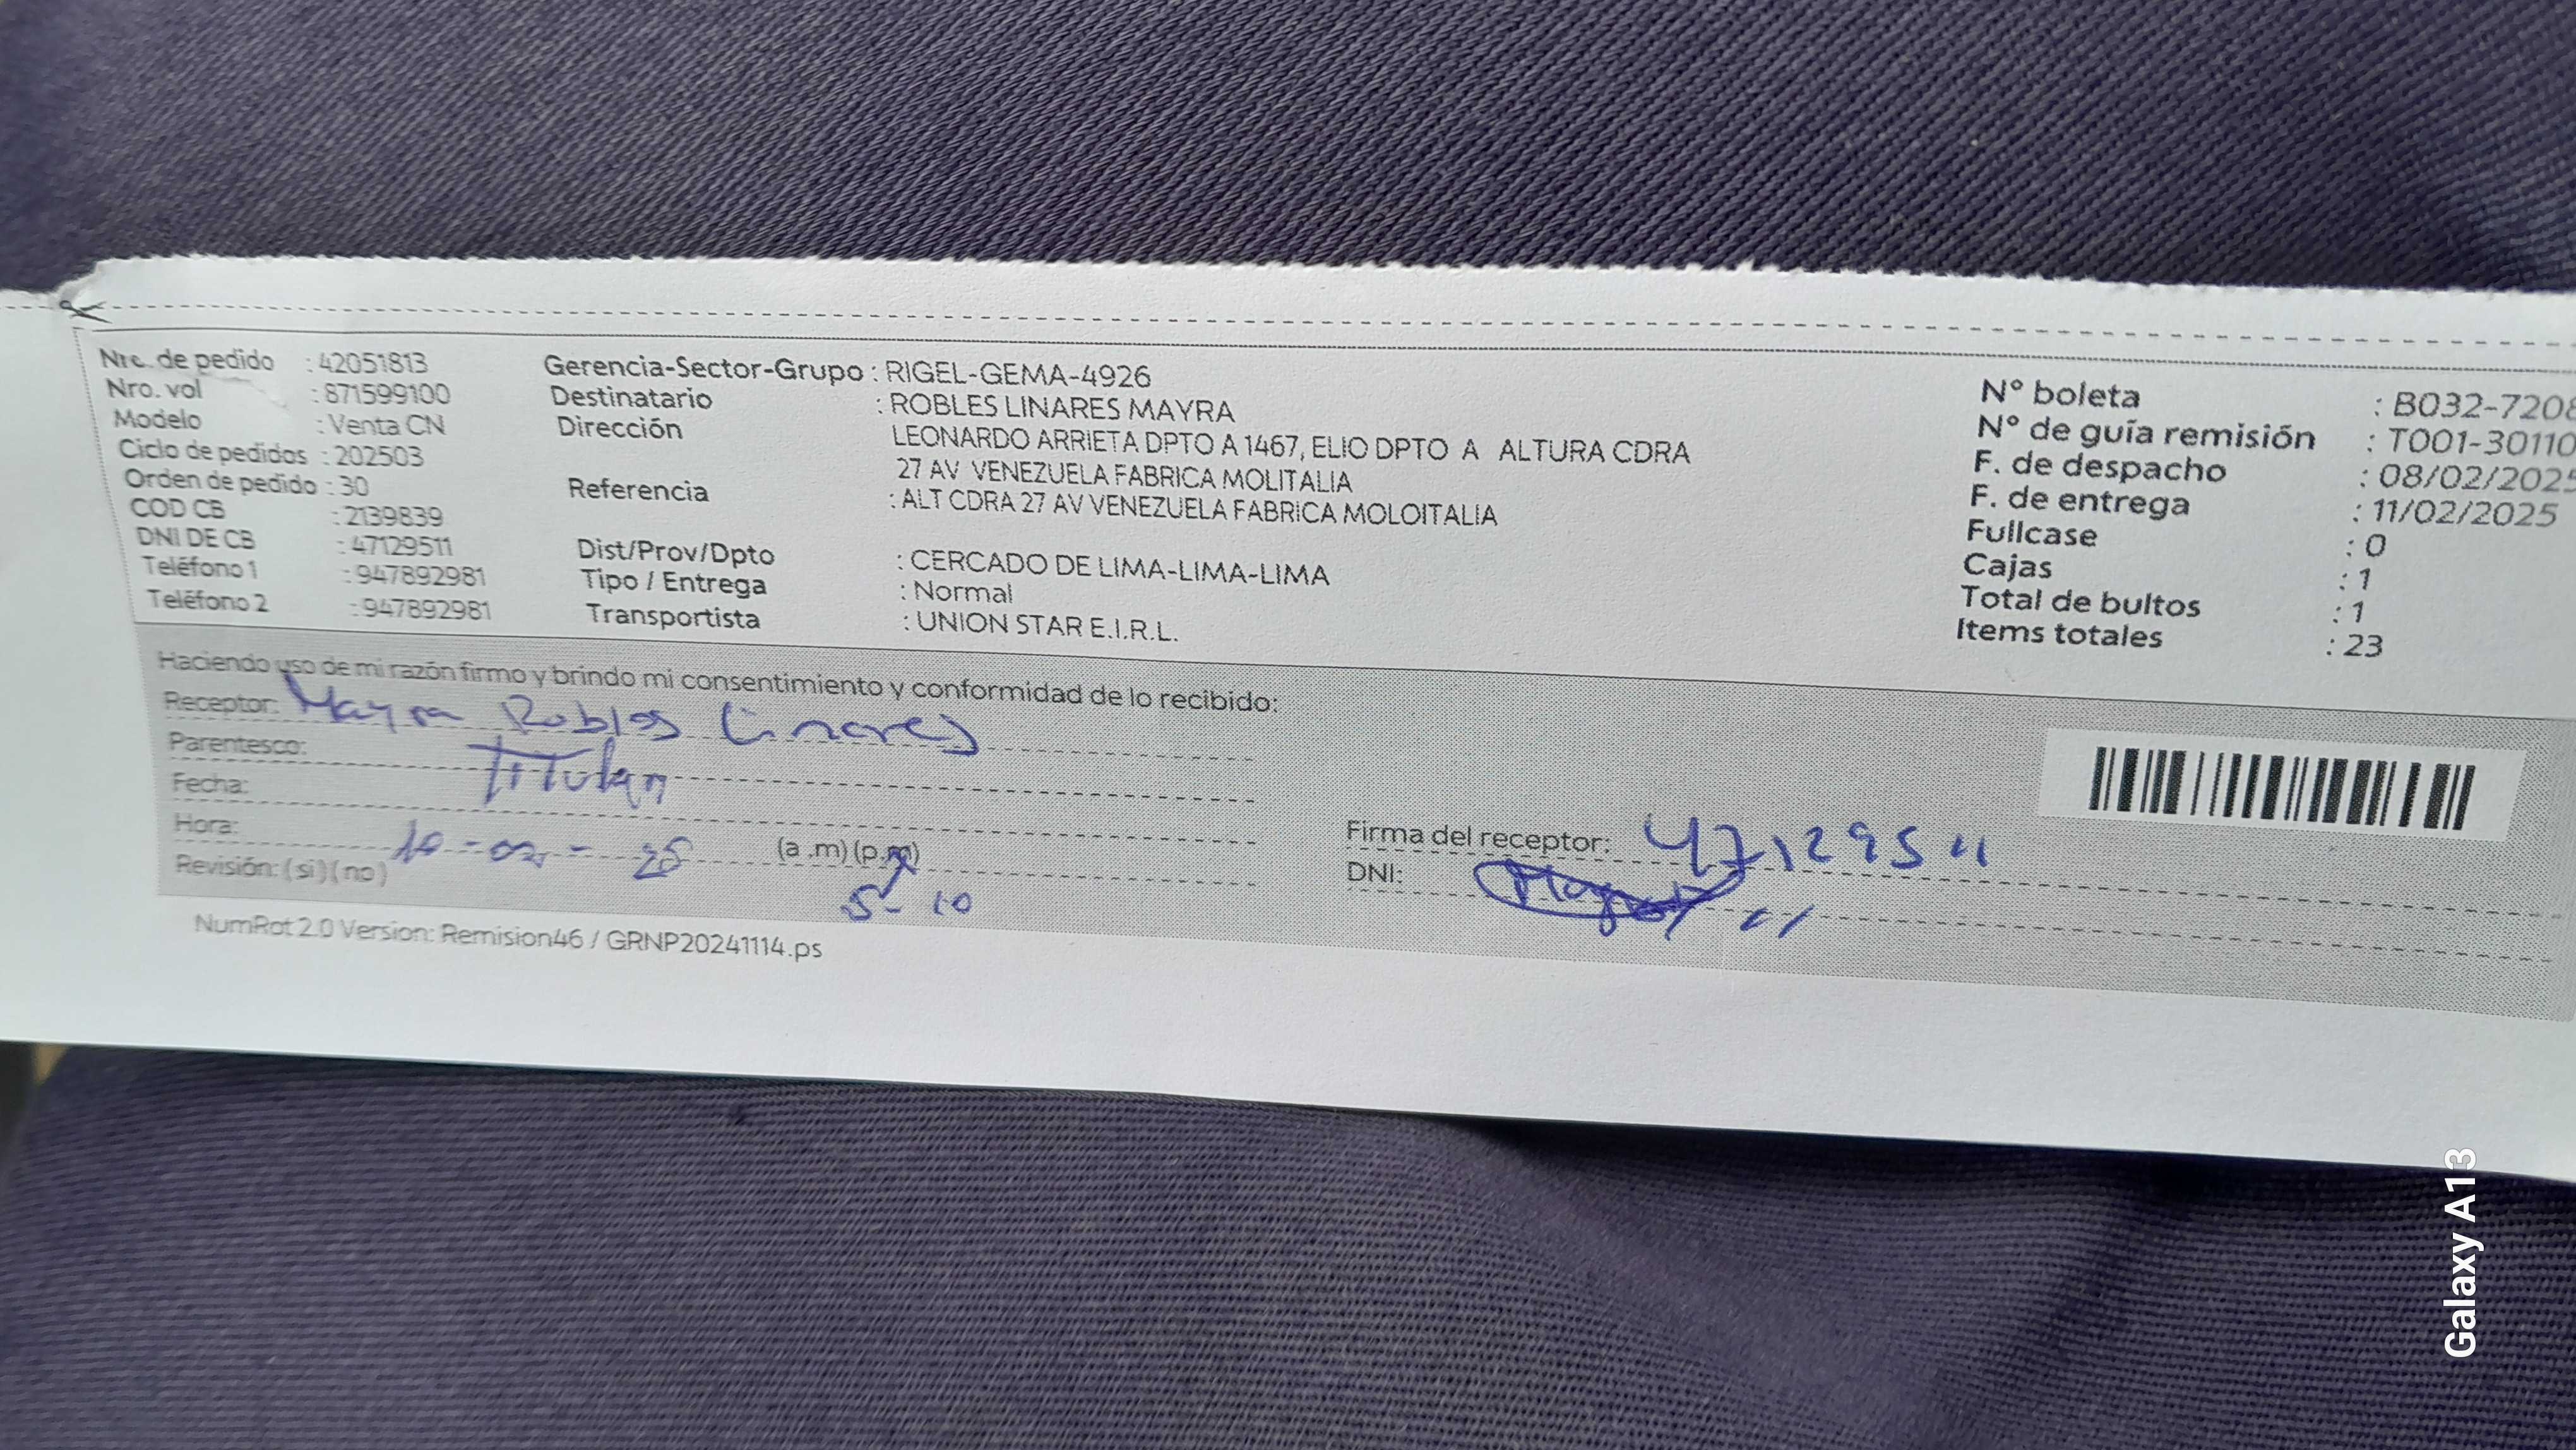 Nro. de pedido : 42051813
Nro. vol : 871599100
Modelo : Venta CN
Ciclo de pedidos : 202503
Orden de pedido : 30
COD CB : 2139839
DNI DE CB : 47129511
Teléfono 1 : 947892981
Teléfono 2 : 947892981
Gerencia-Sector-Grupo : RIGEL-GEMA-4926
Destinatario : ROBLES LINARES MAYRA
Dirección LEONARDO ARRIETA DPTO A 1467, ELIO DPTO A ALTURA CDRA
27 AV VENEZUELA FABRICA MOLITALIA
Referencia : ALT CDRA 27 AV VENEZUELA FABRICA MOLOITALIA
Dist/Prov/Dpto : CERCADO DE LIMA-LIMA-LIMA
Tipo / Entrega : Normal
Transportista : UNION STAR E.I.R.L.
N° boleta : B032-7208
N° de guía remisión : T001-30110
F. de despacho : 08/02/2025
F. de entrega : 11/02/2025
Fullcase : 0
Cajas : 1
Total de bultos : 1
Items totales : 23
Haciendo uso de mi razón firmo y brindo mi consentimiento y conformidad de lo recibido:
Receptor: Mayra Robles Linares
Parentesco: Titular
Fecha:
Hora: 10-02-25 (a.m) (p.m)
Revisión: (si) (no) 5-10
Firma del receptor: 47129511
DNI:
NumRot 2.0 Version: Remision46 / GRNP20241114.ps
Galaxy A13